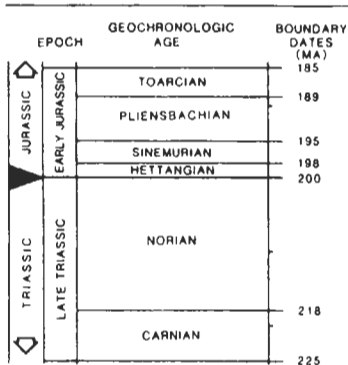 EPOCH
GEOCHRONOLOGIC
AGE
BOUNDARY
DATES
(MA)
JURASSIC
EARLY JURASSIC
TOARCIAN
PLIENSBACHIAN
SINEMURIAN
HETTANGIAN
185
189
195
198
200
TRIASSIC
LATE TRIASSIC
NORIAN
CARNIAN
218
225